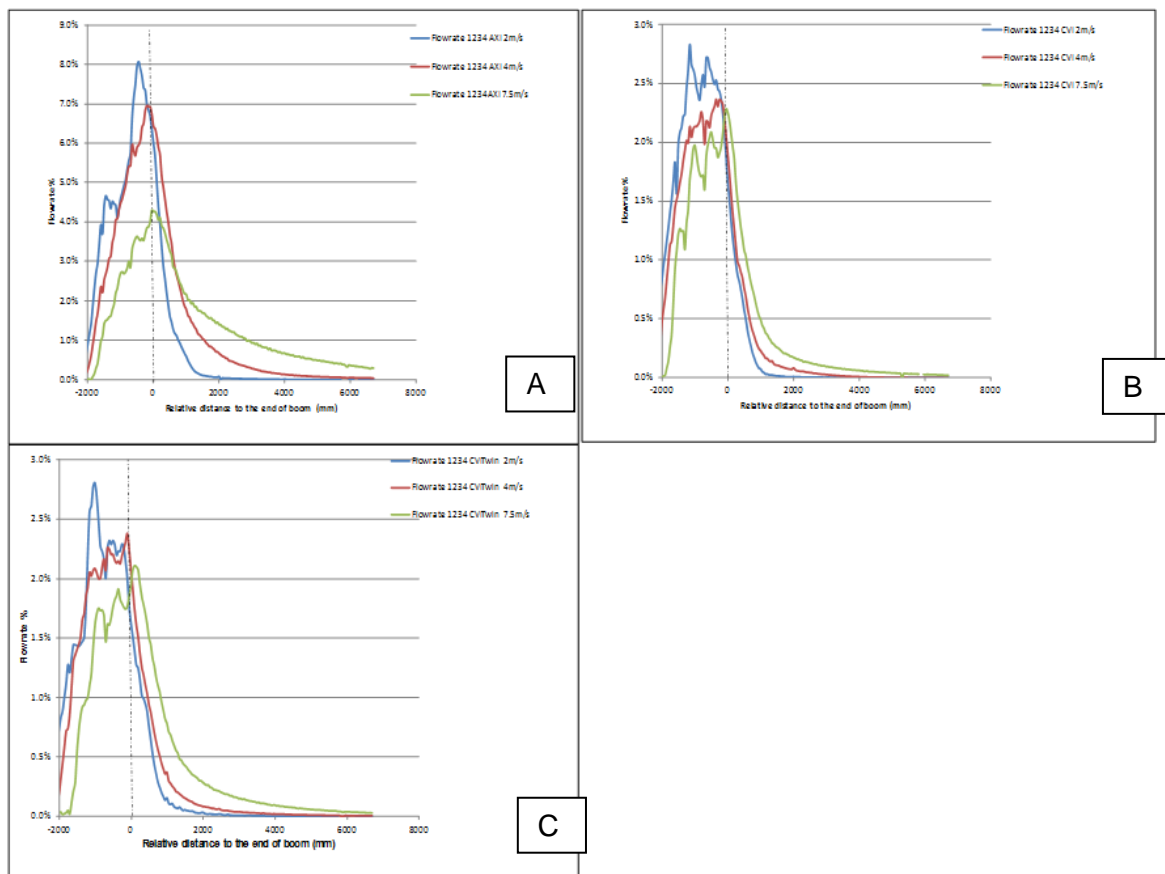 9.0%
8.0%
7.0%
6.0%
5.0%
4.0%
3.0%
2.0%
1.0%
0.0%
Flowrate %
-2000 0 2000 4000 6000 8000
Relative distance to the end of boom (mm)
Flowrate 1234 AXI 2m/s
Flowrate 1234 AXI 4m/s
Flowrate 1234AXI 7.5m/s
A
3.0%
2.5%
2.0%
1.5%
1.0%
0.5%
0.0%
Flowrate %
-2000 0 2000 4000 6000 8000
Relative distance to the end of boom (mm)
Flowrate 1234 CVI 2m/s
Flowrate 1234 CVI 4m/s
Flowrate 1234 CVI 7.5m/s
B
3.0%
2.5%
2.0%
1.5%
1.0%
0.5%
0.0%
Flowrate %
-2000 0 2000 4000 6000 8000
Relative distance to the end of boom (mm)
Flowrate 1234 CVITwin 2m/s
Flowrate 1234 CVITwin 4m/s
Flowrate 1234 CVITwin 7.5m/s
C